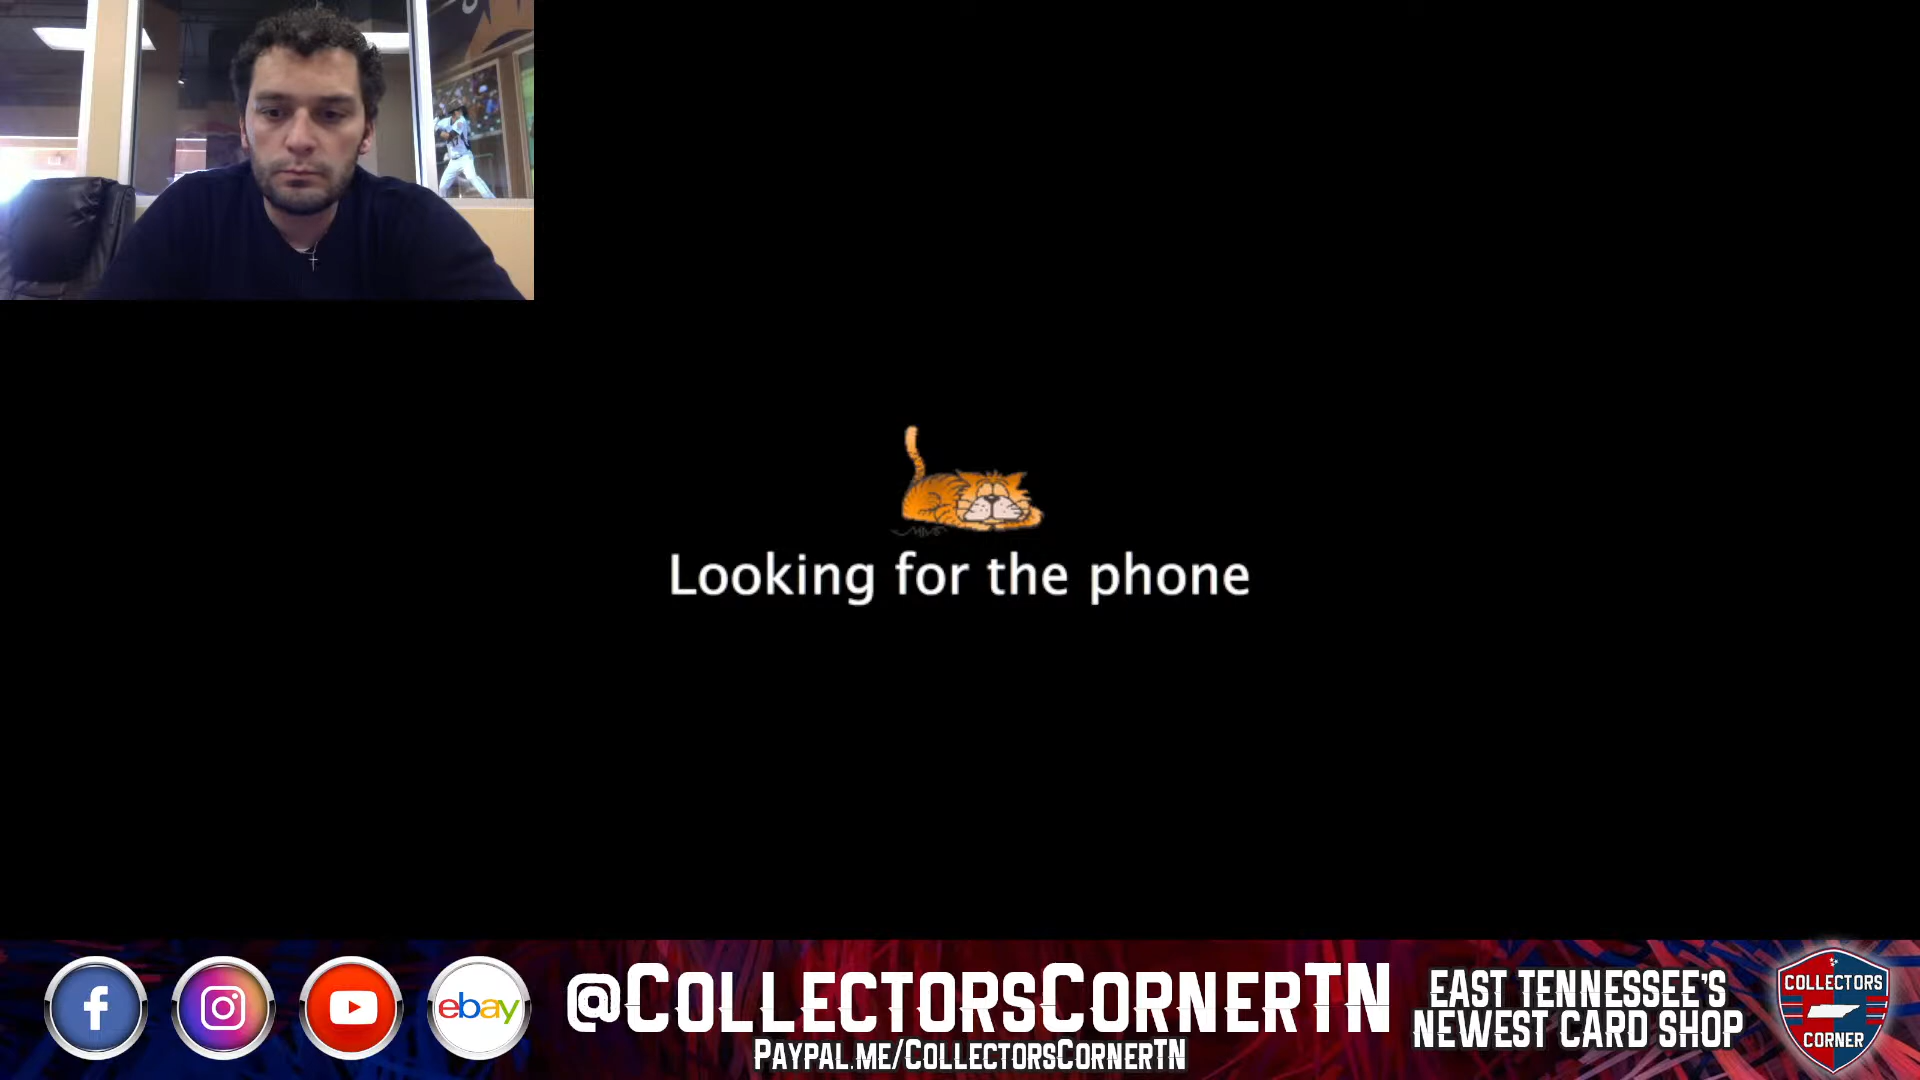 Looking for the phone
f
ebay
@COLLECTORSCORNERTN
PAYPAL.ME/COLLECTORSCORNERTN
EAST TENNESSEE'S
NEWEST CARD SHOP
COLLECTORS
CORNER